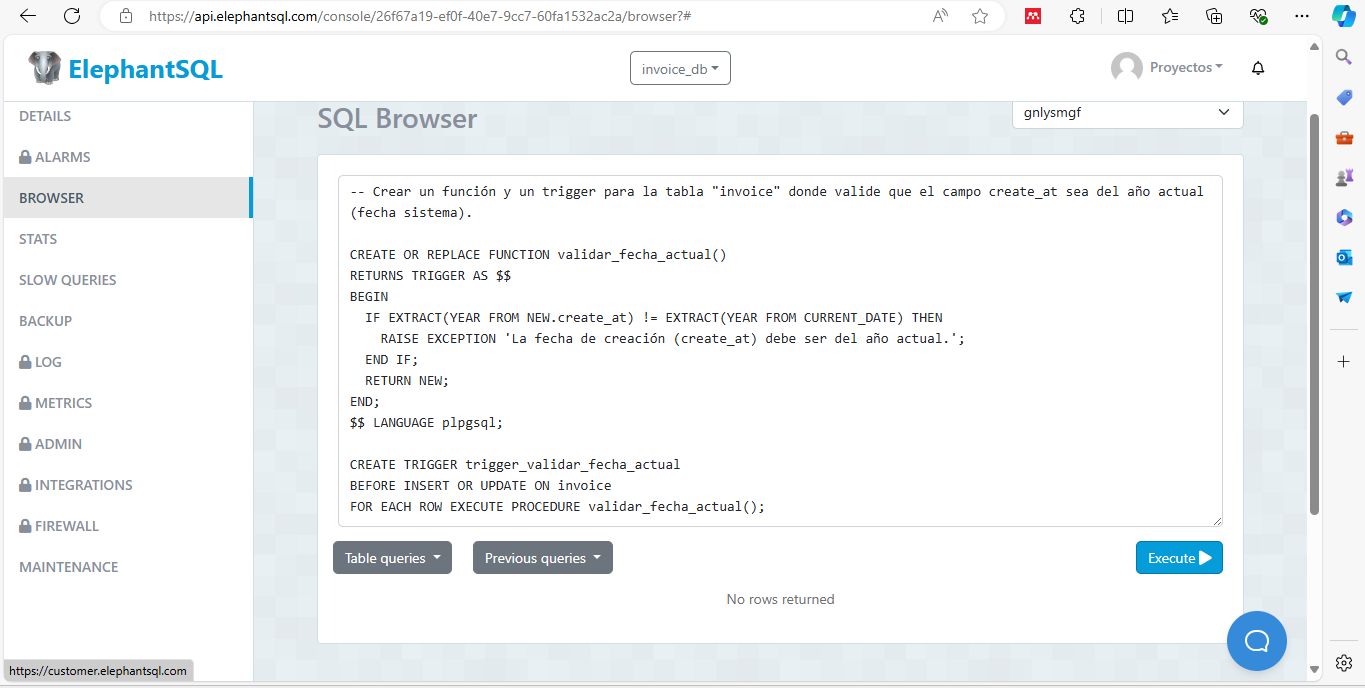 https://api.elephantsql.com/console/26f67a19-ef0f-40e7-9cc7-60fa1532ac2a/browser?#
ElephantSQL
invoice_db
Proyectos
DETAILS
ALARMS
BROWSER
STATS
SLOW QUERIES
BACKUP
LOG
METRICS
ADMIN
INTEGRATIONS
FIREWALL
MAINTENANCE
SQL Browser
gnlysmgf
-- Crear un función y un trigger para la tabla "invoice" donde valide que el campo create_at sea del año actual
(fecha sistema).
CREATE OR REPLACE FUNCTION validar_fecha_actual()
RETURNS TRIGGER AS $$
BEGIN
IF EXTRACT(YEAR FROM NEW.create_at) != EXTRACT(YEAR FROM CURRENT_DATE) THEN
RAISE EXCEPTION 'La fecha de creación (create_at) debe ser del año actual.';
END IF;
RETURN NEW;
END;
$$ LANGUAGE plpgsql;
CREATE TRIGGER trigger_validar_fecha_actual
BEFORE INSERT OR UPDATE ON invoice
FOR EACH ROW EXECUTE PROCEDURE validar_fecha_actual();
Table queries
Previous queries
Execute
No rows returned
https://customer.elephantsql.com